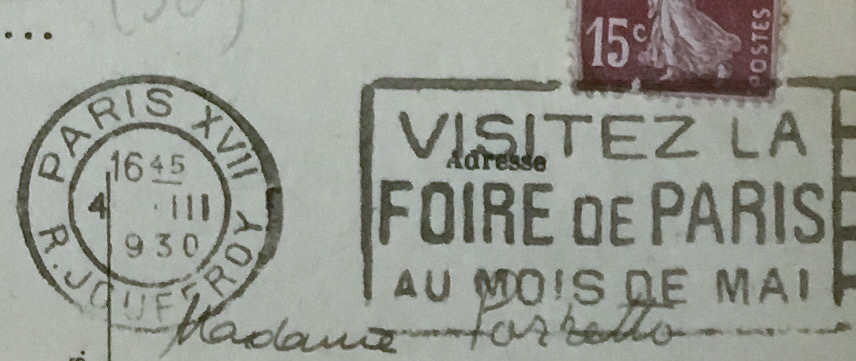 ...
15c POSTES
PARIS XVII
16 45
4 · III
930
R. JOUFFROY
VISITEZ LA
Adresse
FOIRE DE PARIS
AU MOIS DE MAI
Madame